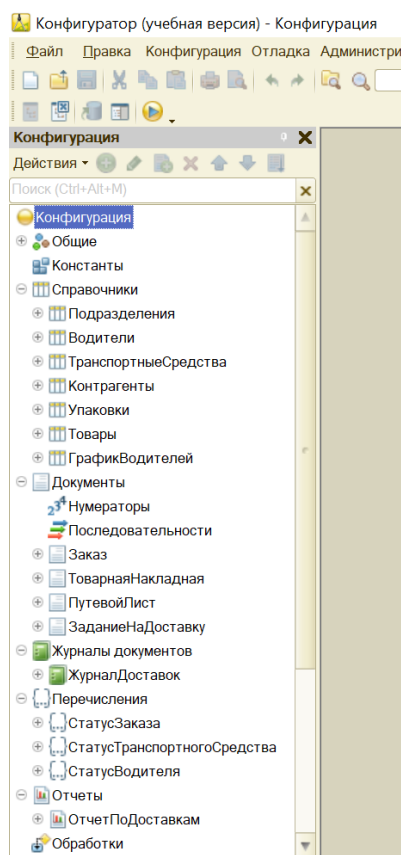 Конфигуратор (учебная версия) - Конфигурация
Файл Правка Конфигурация Отладка Администри
Конфигурация
Действия
Поиск (Ctrl+Alt+M)
Конфигурация
Общие
Константы
Справочники
Подразделения
Водители
ТранспортныеСредства
Контрагенты
Упаковки
Товары
ГрафикВодителей
Документы
Нумераторы
Последовательности
Заказ
ТоварнаяНакладная
ПутевойЛист
ЗаданиеНаДоставку
Журналы документов
ЖурналДоставок
Перечисления
СтатусЗаказа
СтатусТранспортногоСредства
СтатусВодителя
Отчеты
ОтчетПоДоставкам
Обработки